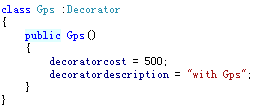 class Gps :Decorator
{
public Gps()
{
decoratorcost = 500;
decoratordescription = "with Gps";
}
}